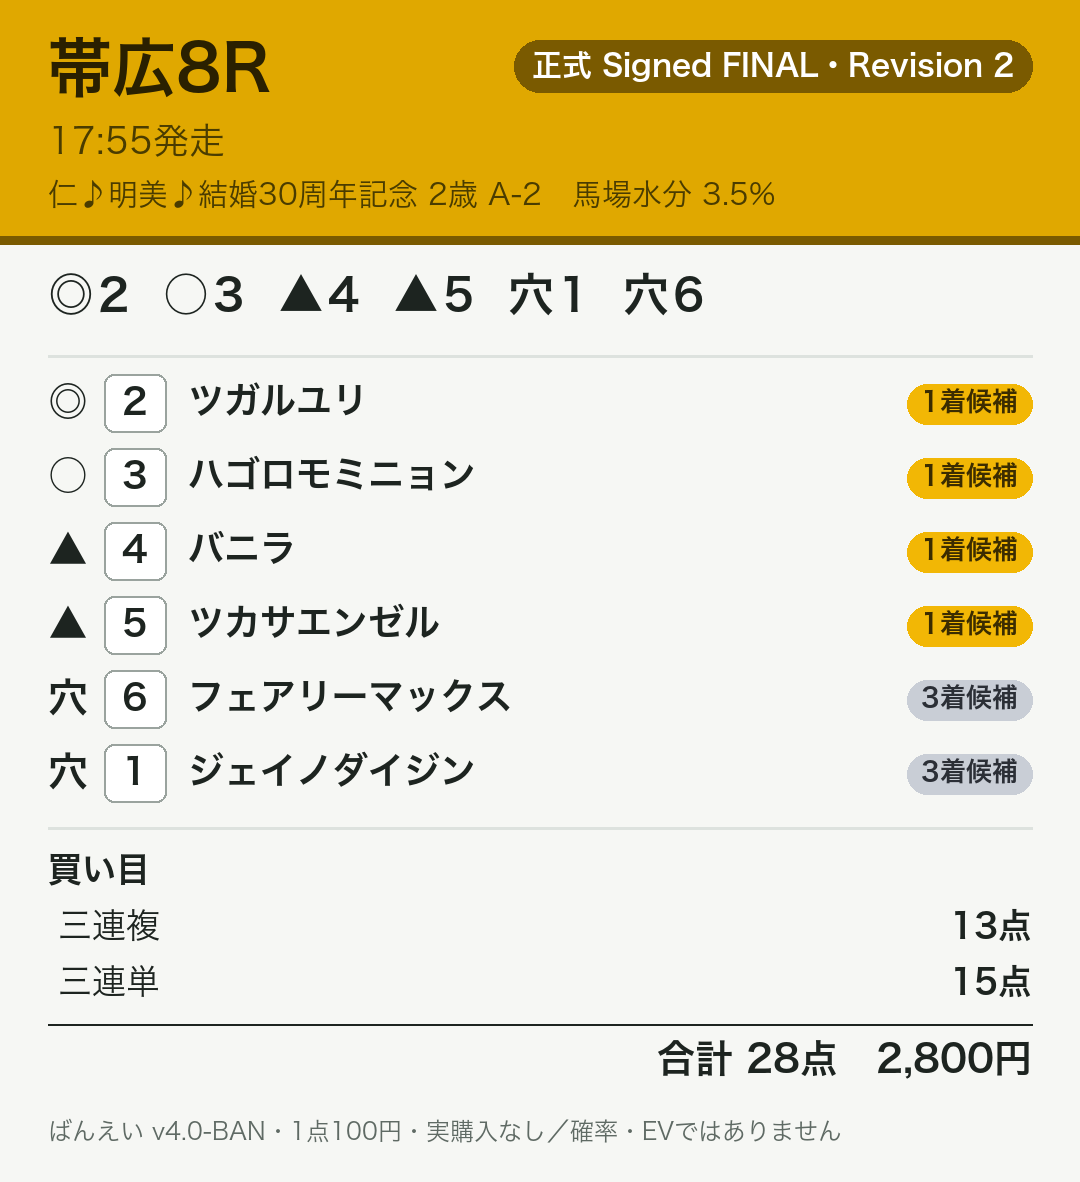 帯広8R
正式 Signed FINAL・Revision 2
17:55発走
仁♪明美♪結婚30周年記念 2歳 A-2　馬場水分 3.5%
◎2 ○3 ▲4 ▲5 穴1 穴6
◎ 2 ツガルユリ 1着候補
○ 3 ハゴロモミニョン 1着候補
▲ 4 バニラ 1着候補
▲ 5 ツカサエンゼル 1着候補
穴 6 フェアリーマックス 3着候補
穴 1 ジェイノダイジン 3着候補
買い目
三連複 13点
三連単 15点
合計 28点　2,800円
ばんえい v4.0-BAN・1点100円・実購入なし／確率・EVではありません